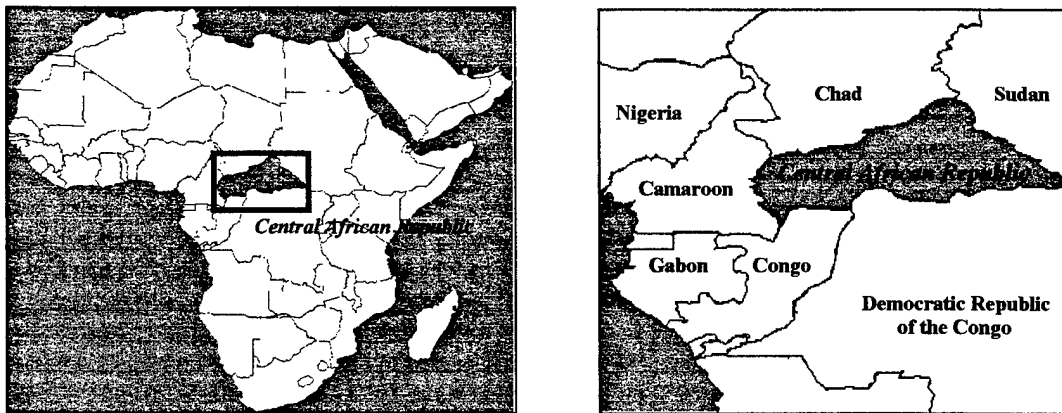 Central African Republic
Nigeria
Chad
Sudan
Central African Republic
Camaroon
Gabon
Congo
Democratic Republic
of the Congo